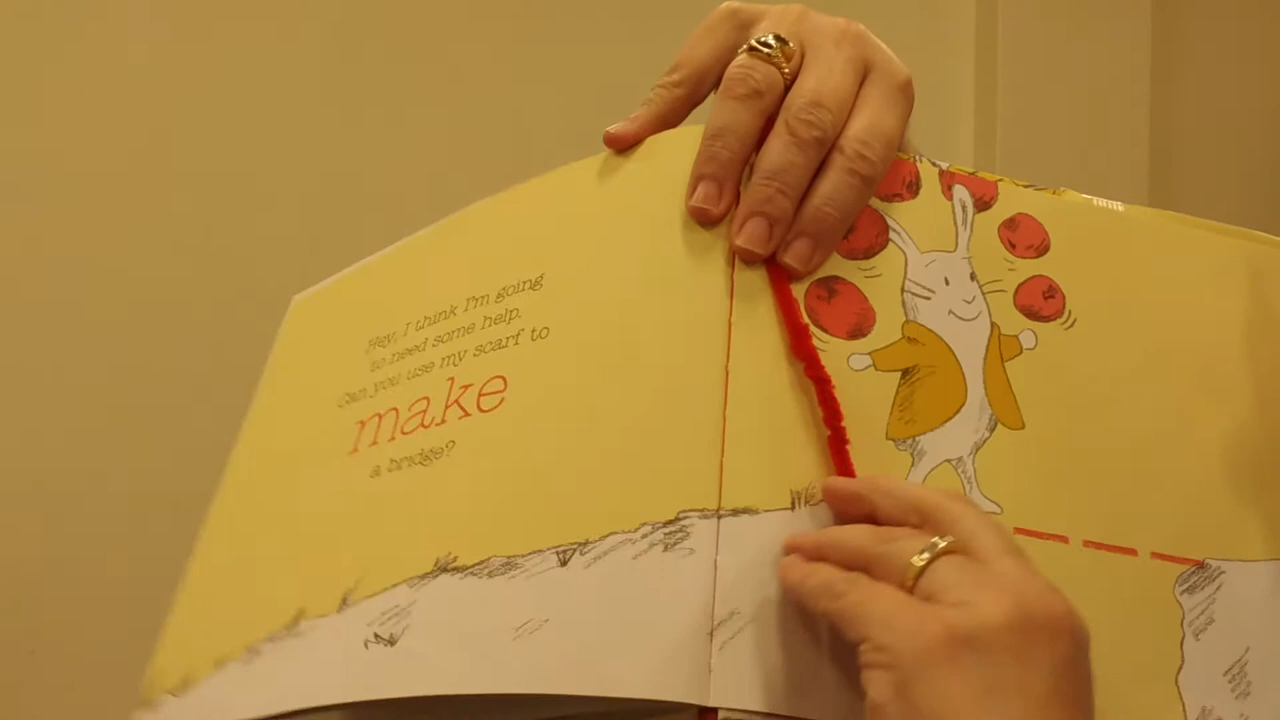 Hey, I think I'm going
to need some help.
Can you use my scarf to
make
a bridge?